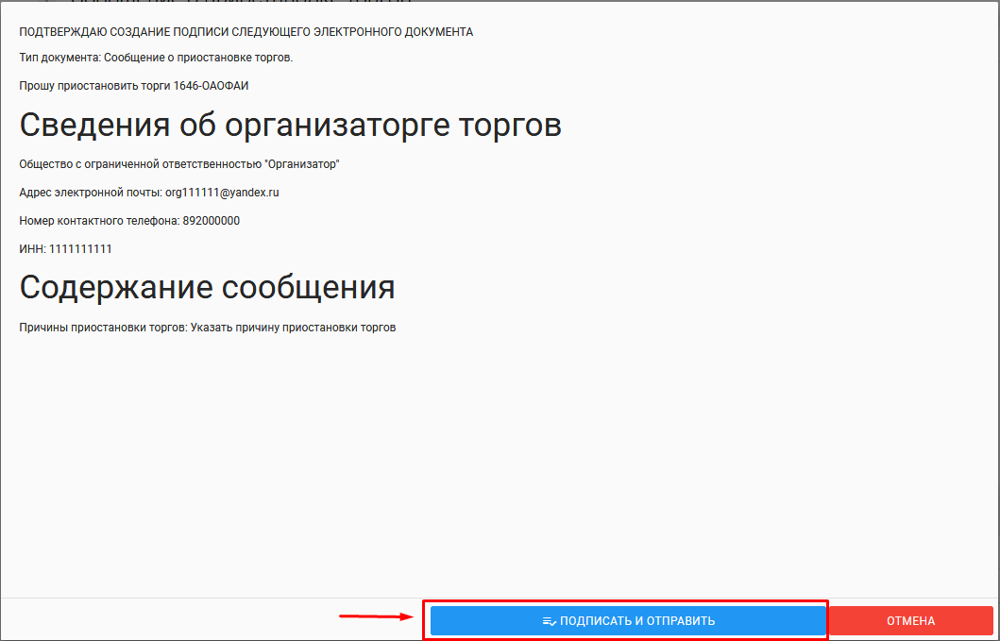 ПОДТВЕРЖДАЮ СОЗДАНИЕ ПОДПИСИ СЛЕДУЮЩЕГО ЭЛЕКТРОННОГО ДОКУМЕНТА
Тип документа: Сообщение о приостановке торгов.
Прошу приостановить торги 1646-ОАОФАИ
Сведения об организаторге торгов
Общество с ограниченной ответственностью "Организатор"
Адрес электронной почты: org111111@yandex.ru
Номер контактного телефона: 892000000
ИНН: 1111111111
Содержание сообщения
Причины приостановки торгов: Указать причину приостановки торгов
ПОДПИСАТЬ И ОТПРАВИТЬ
ОТМЕНА